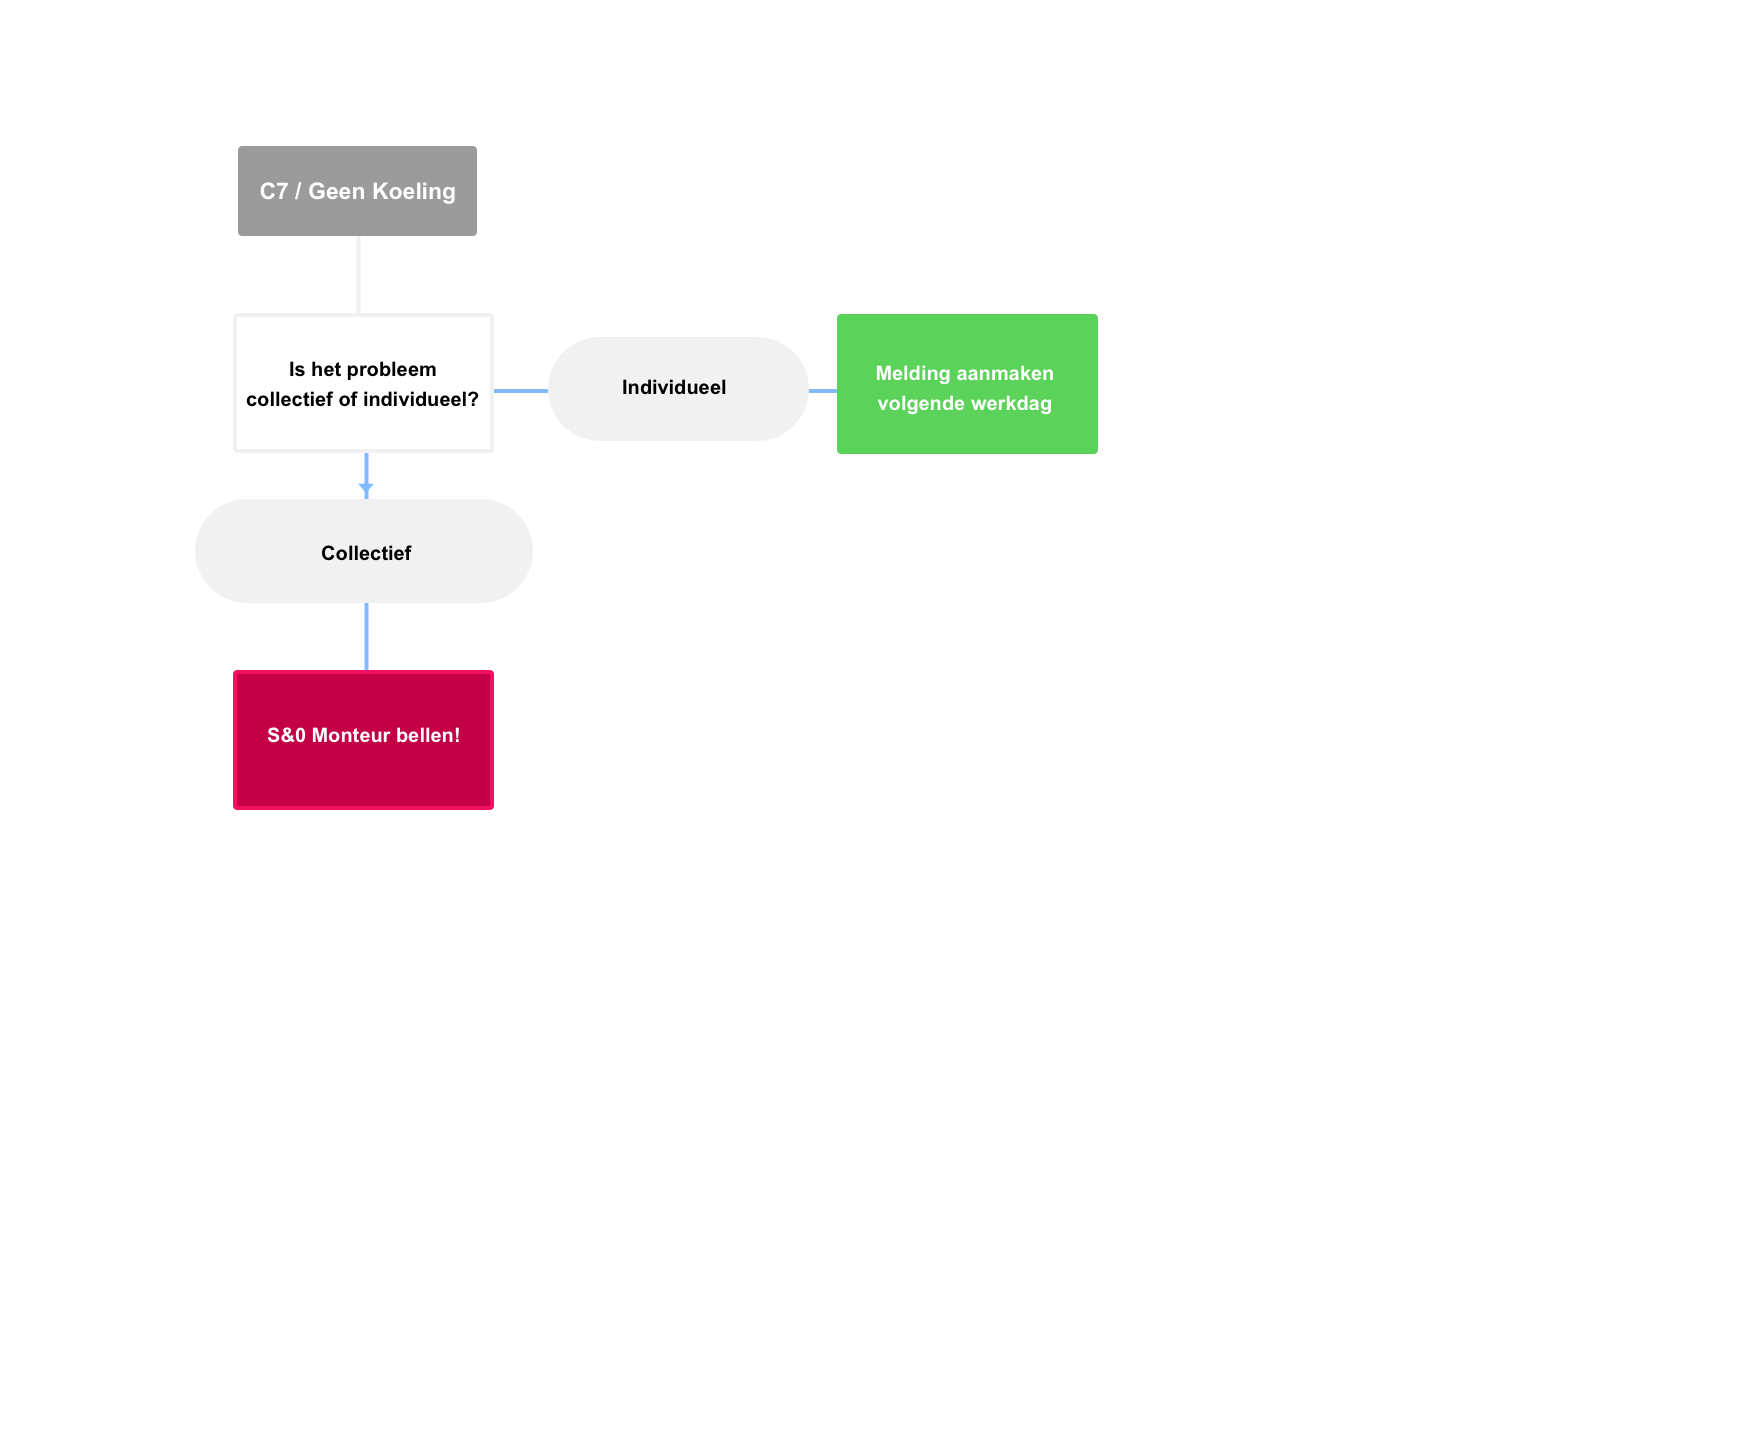 C7 / Geen Koeling
Is het probleem
collectief of individueel?
Individueel
Melding aanmaken
volgende werkdag
Collectief
S&0 Monteur bellen!